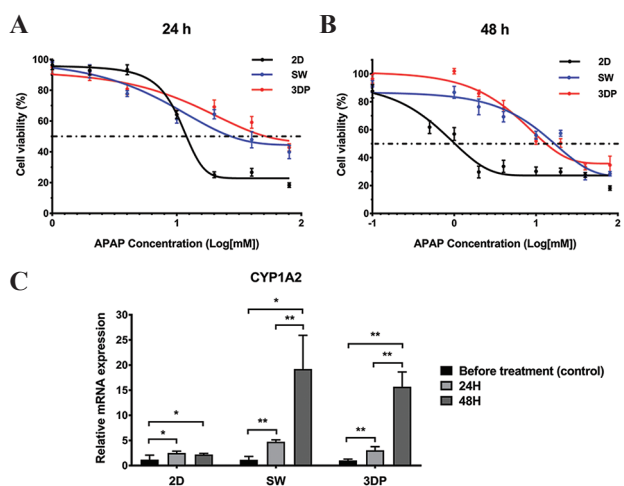 A
24 h
100
80
60
40
20
0
Cell viability (%)
0
1
2
APAP Concentration (Log[mM])
2D
SW
3DP
B
48 h
100
80
60
40
20
0
Cell viability (%)
-1
0
1
2
APAP Concentration (Log[mM])
2D
SW
3DP
C
CYP1A2
30
25
20
15
10
5
0
Relative mRNA expression
*
*
*
**
**
**
**
**
2D
SW
3DP
Before treatment (control)
24H
48H